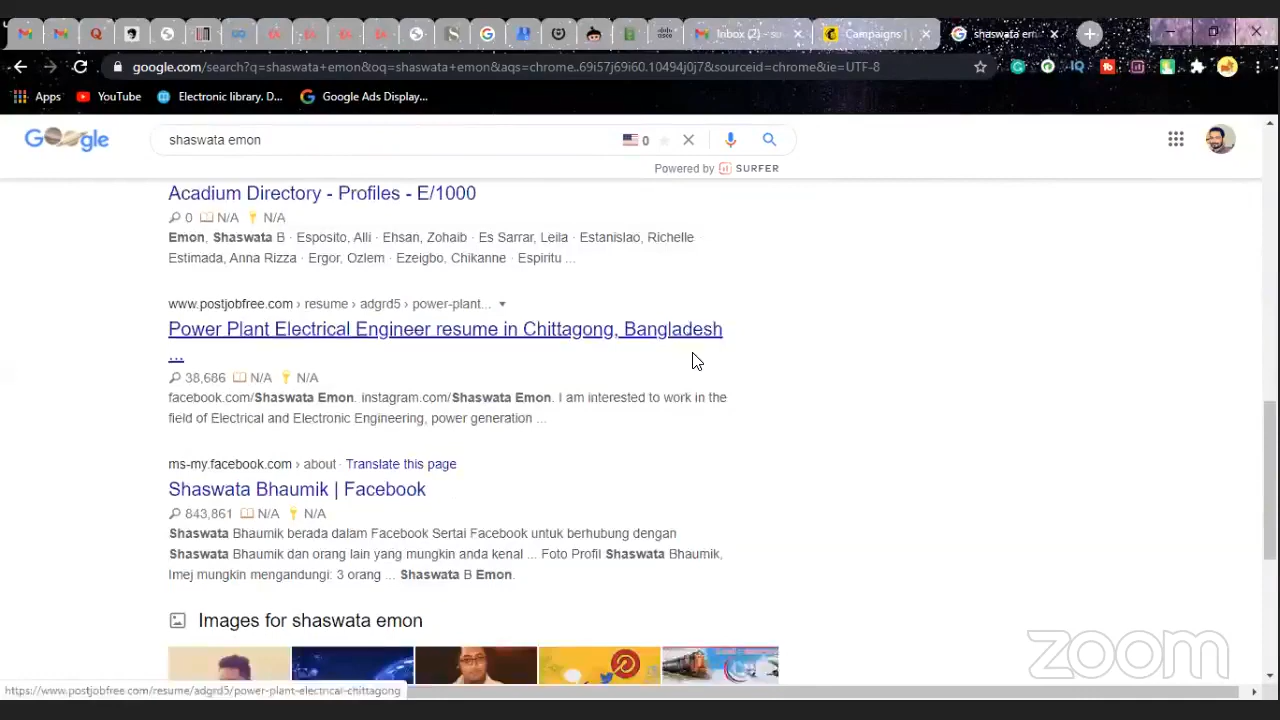 Inbox (2) - su
Campaigns |
shaswata em
google.com/search?q=shaswata+emon&oq=shaswata+emon&aqs=chrome..69i57j69i60.10494j0j7&sourceid=chrome&ie=UTF-8
Apps
YouTube
Electronic library. D...
Google Ads Display...
Google
shaswata emon
0
Powered by SURFER
Acadium Directory - Profiles - E/1000
0 N/A N/A
Emon, Shaswata B · Esposito, Alli · Ehsan, Zohaib · Es Sarrar, Leila · Estanislao, Richelle
Estimada, Anna Rizza · Ergor, Ozlem · Ezeigbo, Chikanne · Espiritu ...
www.postjobfree.com › resume › adgrd5 › power-plant...
Power Plant Electrical Engineer resume in Chittagong, Bangladesh
...
38,686 N/A N/A
facebook.com/Shaswata Emon. instagram.com/Shaswata Emon. I am interested to work in the
field of Electrical and Electronic Engineering, power generation ...
ms-my.facebook.com › about · Translate this page
Shaswata Bhaumik | Facebook
843,861 N/A N/A
Shaswata Bhaumik berada dalam Facebook Sertai Facebook untuk berhubung dengan
Shaswata Bhaumik dan orang lain yang mungkin anda kenal ... Foto Profil Shaswata Bhaumik,
Imej mungkin mengandungi: 3 orang ... Shaswata B Emon.
Images for shaswata emon
https://www.postjobfree.com/resume/adgrd5/power-plant-electrical-chittagong
zoom